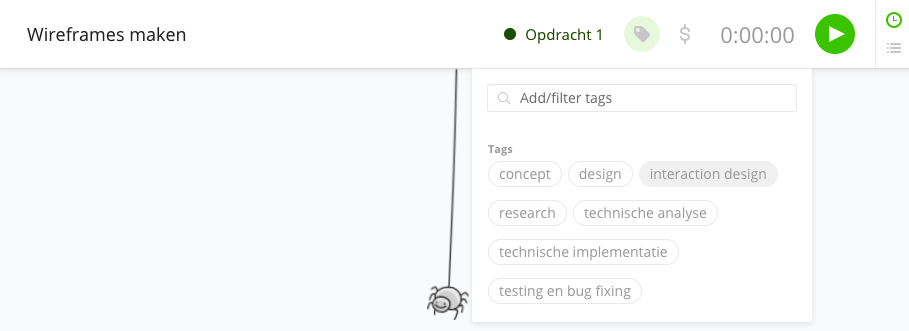 Wireframes maken
Opdracht 1
$
0:00:00
Add/filter tags
Tags
concept design interaction design
research technische analyse
technische implementatie
testing en bug fixing